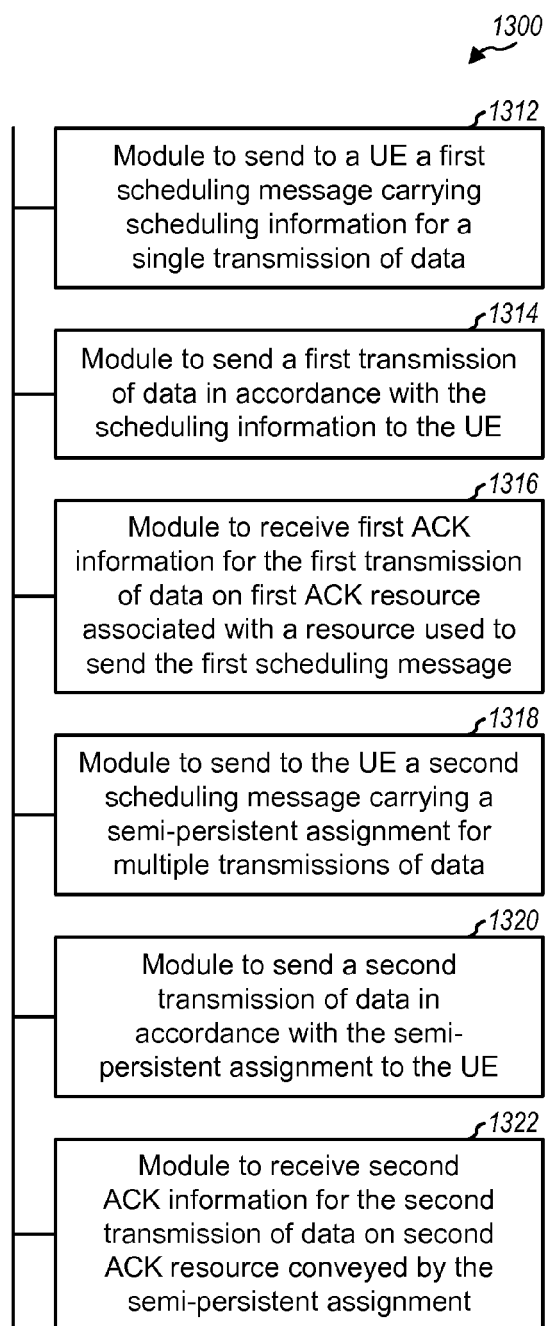 1300
1312
Module to send to a UE a first
scheduling message carrying
scheduling information for a
single transmission of data
1314
Module to send a first transmission
of data in accordance with the
scheduling information to the UE
1316
Module to receive first ACK
information for the first transmission
of data on first ACK resource
associated with a resource used to
send the first scheduling message
1318
Module to send to the UE a second
scheduling message carrying a
semi-persistent assignment for
multiple transmissions of data
1320
Module to send a second
transmission of data in
accordance with the semi-
persistent assignment to the UE
1322
Module to receive second
ACK information for the second
transmission of data on second
ACK resource conveyed by the
semi-persistent assignment